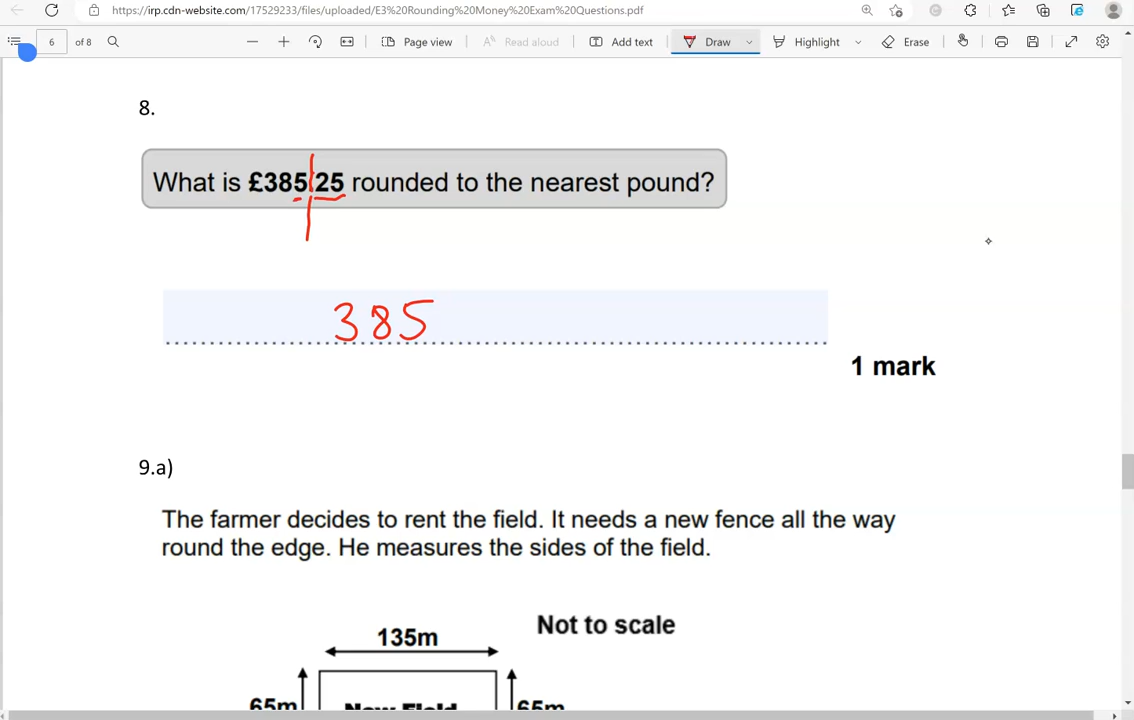 https://irp.cdn-website.com/17529233/files/uploaded/E3%20Rounding%20Money%20Exam%20Questions.pdf
6 of 8 Page view Read aloud Add text Draw Highlight Erase
8.
What is £385.25 rounded to the nearest pound?
385
1 mark
9.a)
The farmer decides to rent the field. It needs a new fence all the way
round the edge. He measures the sides of the field.
Not to scale
135m
65m New Field 65m